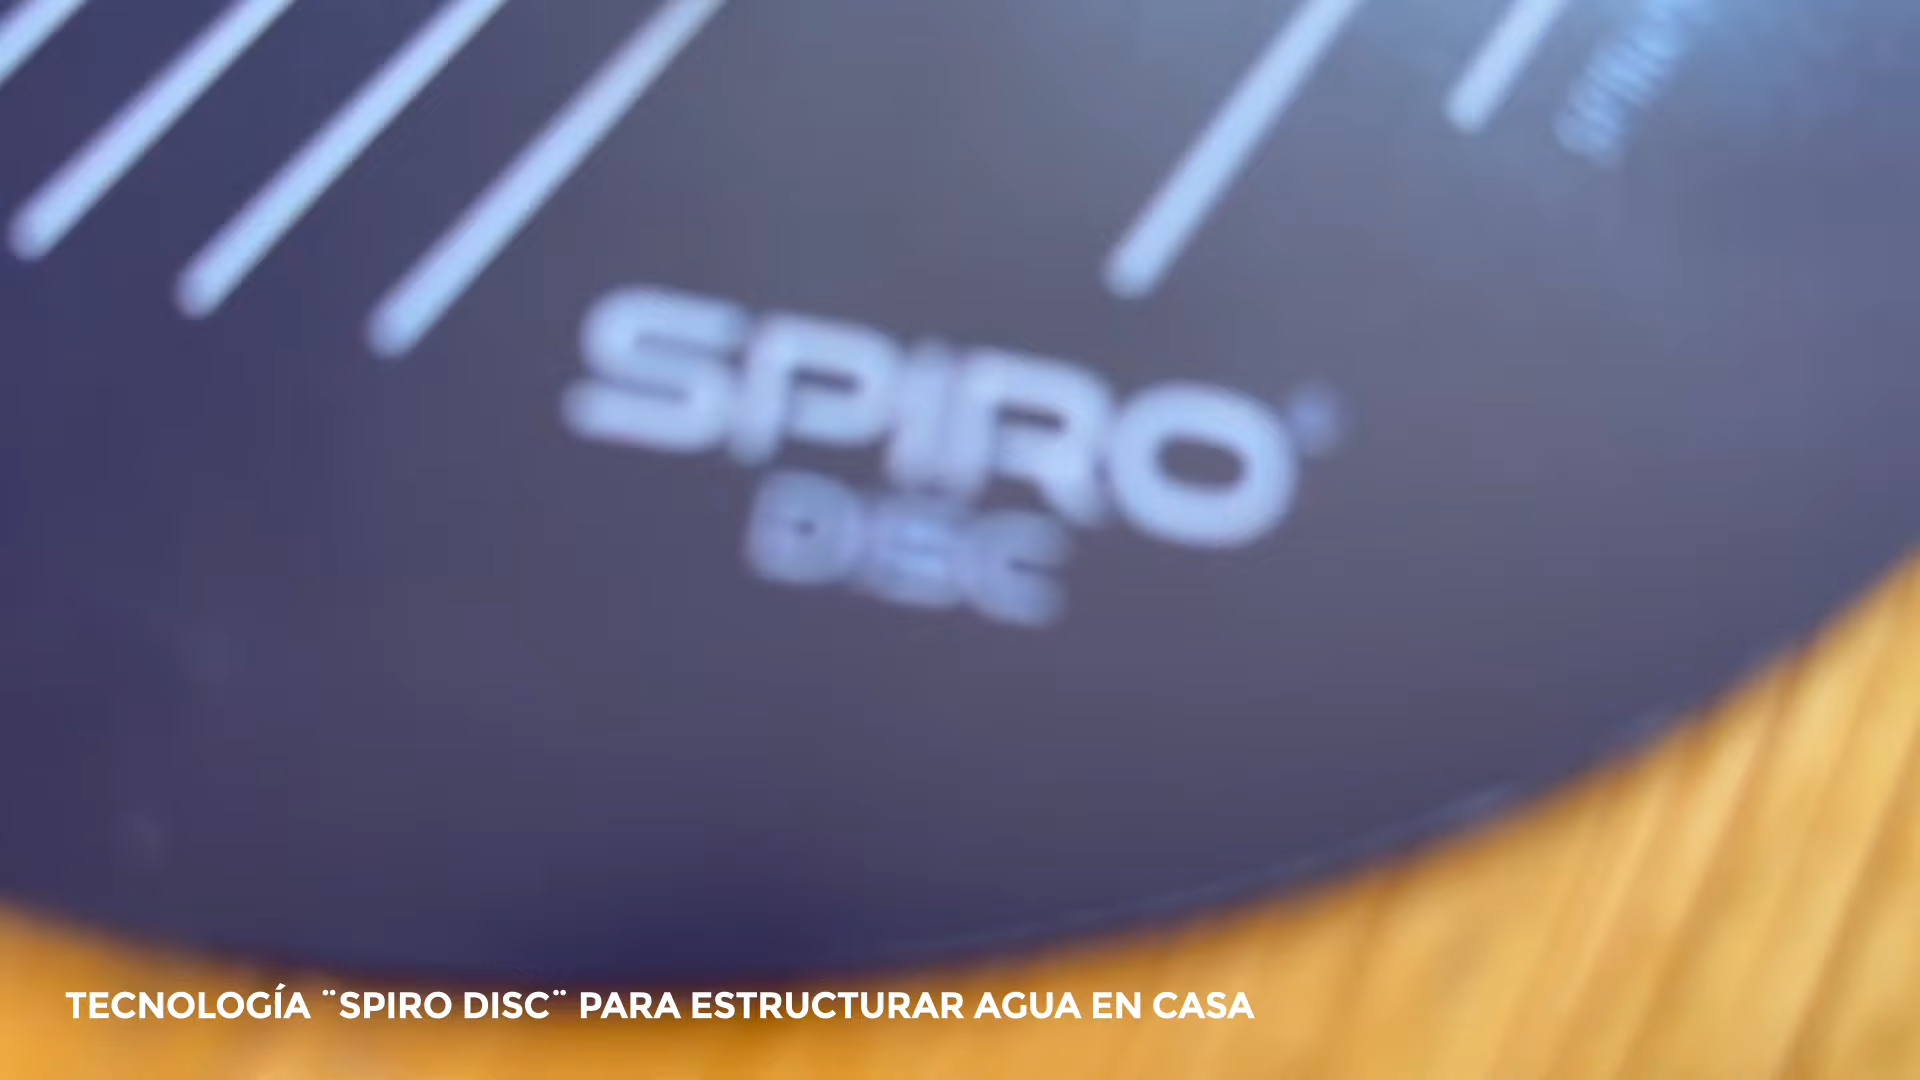 SPIRO
DISC
TECNOLOGÍA ¨SPIRO DISC¨ PARA ESTRUCTURAR AGUA EN CASA